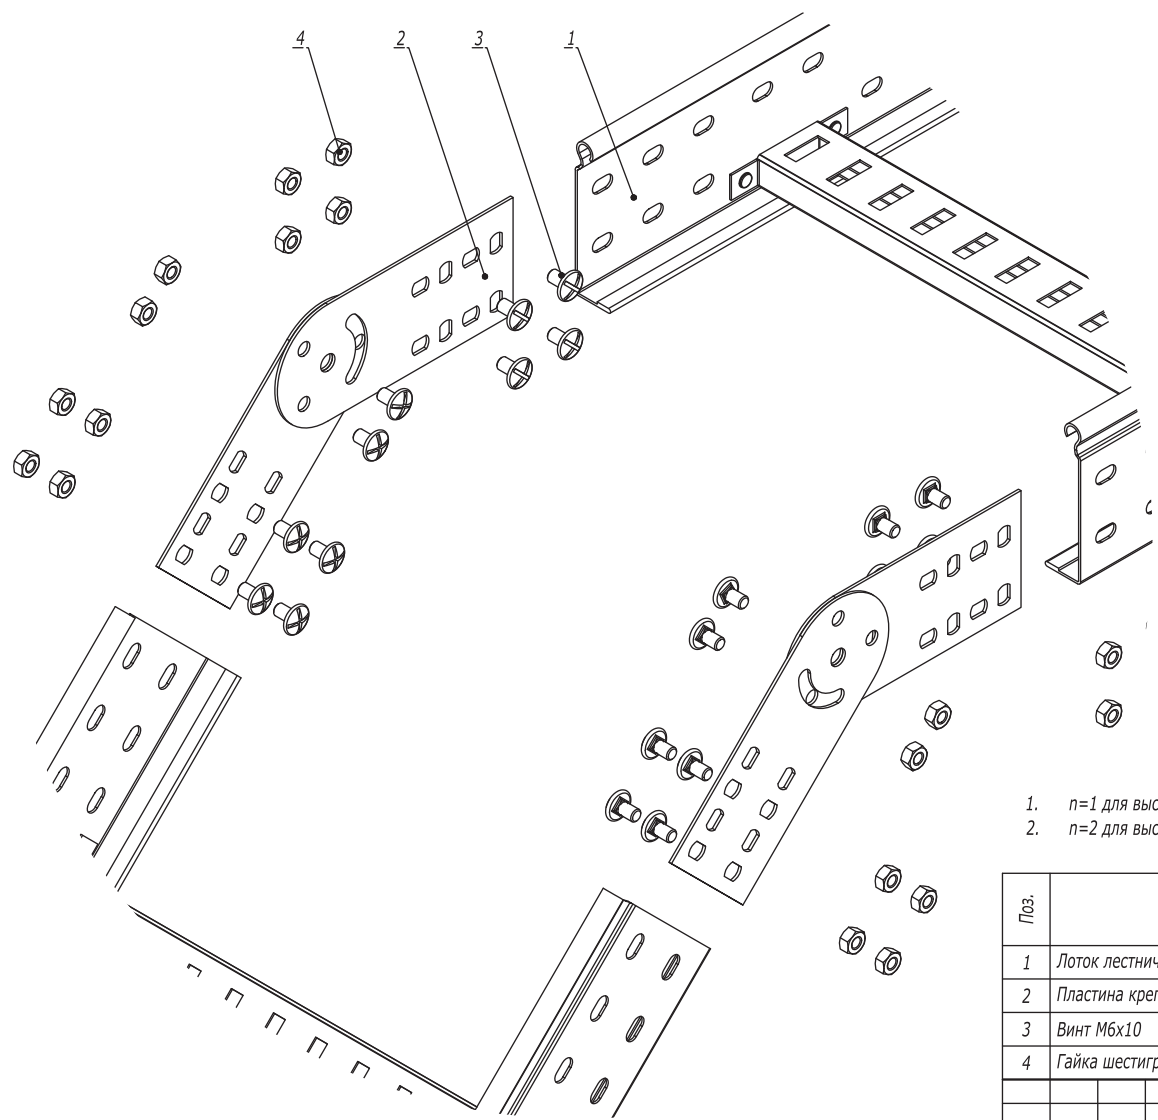 4 2 3 1
1. n=1 для выс
2. n=2 для выс
Поз.
1 Лоток лестнич
2 Пластина креп
3 Винт М6х10
4 Гайка шестигр